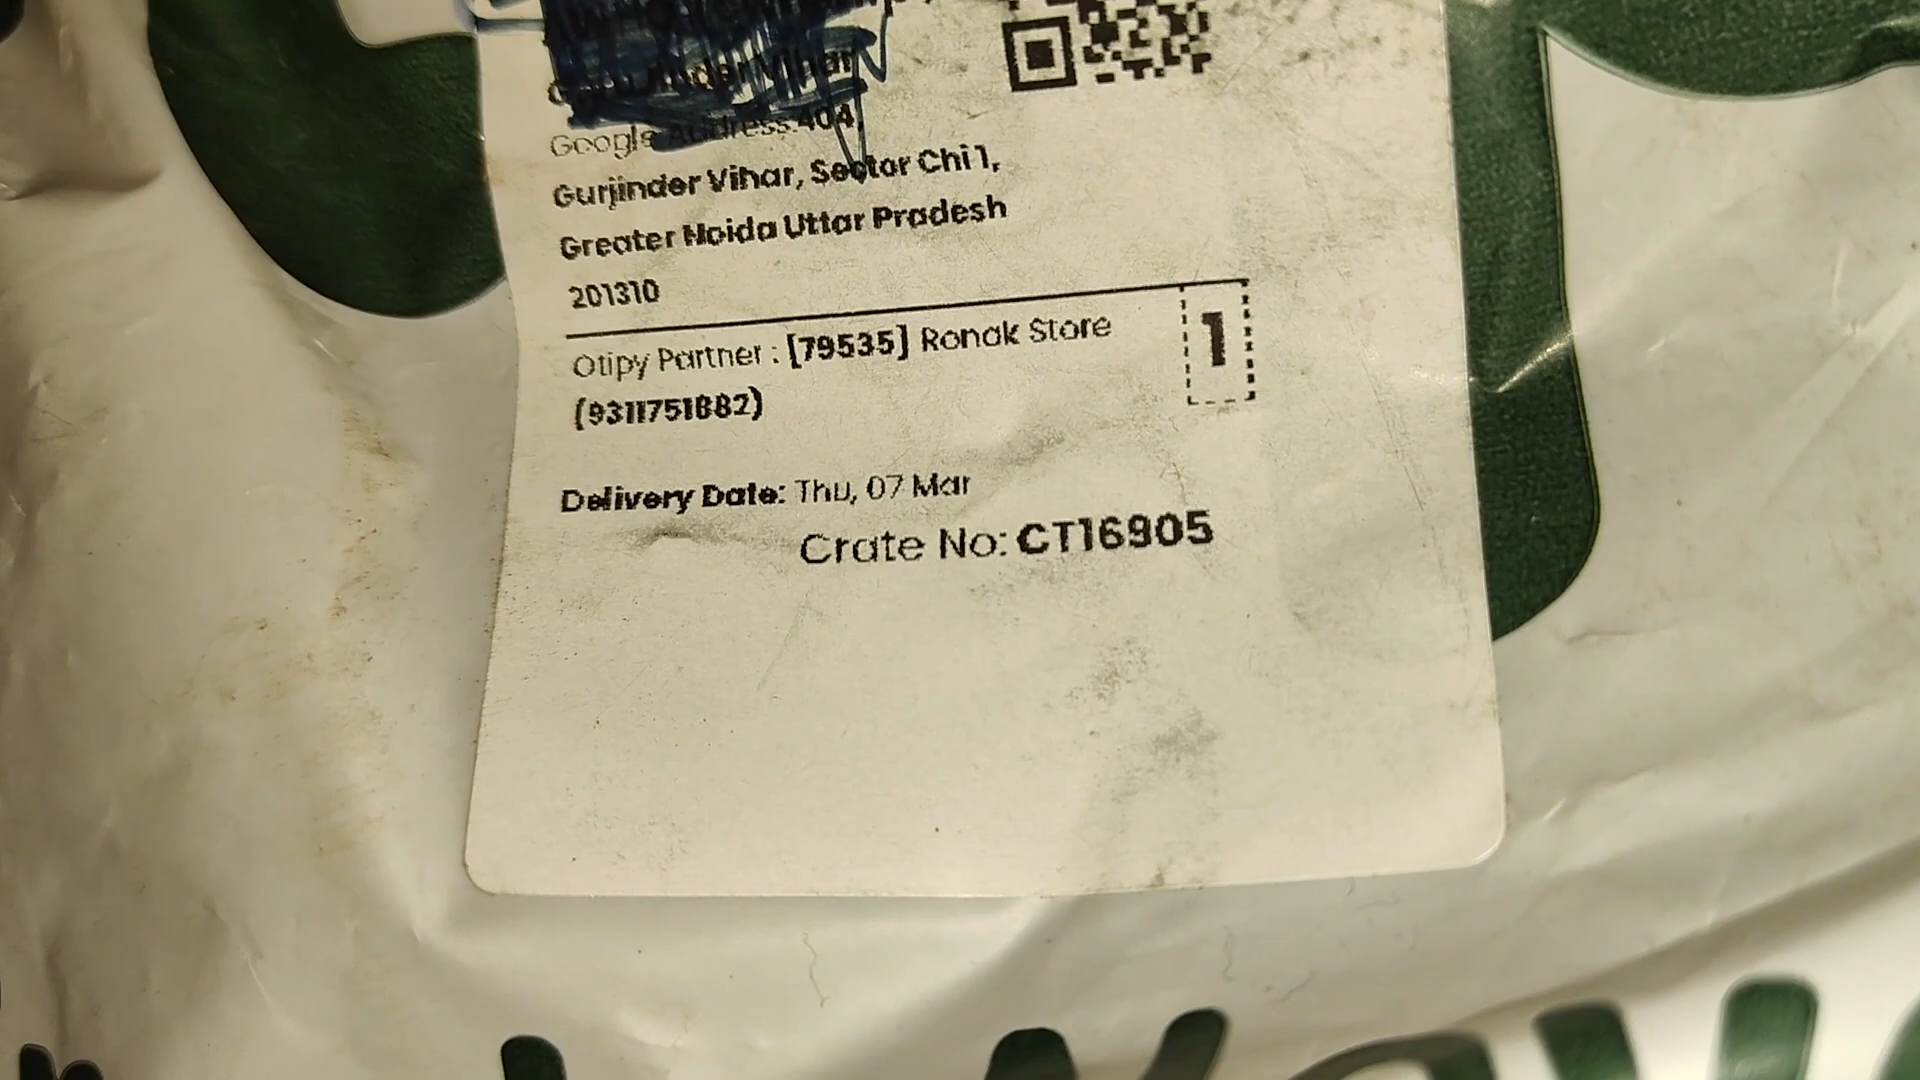 Google Address:404,
Gurjinder Vihar, Sector Chi 1,
Greater Noida Uttar Pradesh
201310
Otipy Partner : [79535] Ronak Store
(9311751882)
1
Delivery Date: Thu, 07 Mar
Crate No: CT16905